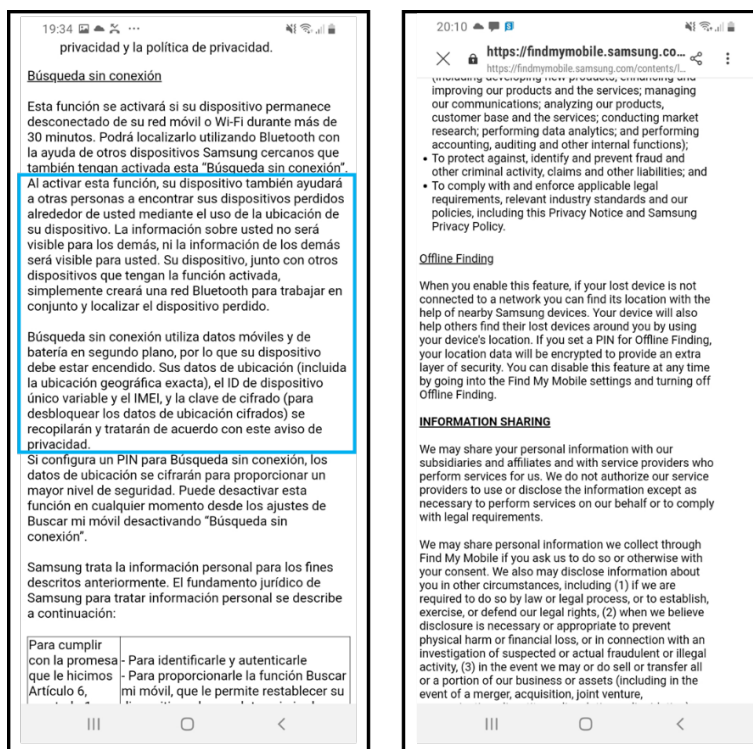 19:34
privacidad y la política de privacidad.
Búsqueda sin conexión
Esta función se activará si su dispositivo permanece
desconectado de su red móvil o Wi-Fi durante más de
30 minutos. Podrá localizarlo utilizando Bluetooth con
la ayuda de otros dispositivos Samsung cercanos que
también tengan activada esta “Búsqueda sin conexión”.
Al activar esta función, su dispositivo también ayudará
a otras personas a encontrar sus dispositivos perdidos
alrededor de usted mediante el uso de la ubicación de
su dispositivo. La información sobre usted no será
visible para los demás, ni la información de los demás
será visible para usted. Su dispositivo, junto con otros
dispositivos que tengan la función activada,
simplemente creará una red Bluetooth para trabajar en
conjunto y localizar el dispositivo perdido.
Búsqueda sin conexión utiliza datos móviles y de
batería en segundo plano, por lo que su dispositivo
debe estar encendido. Sus datos de ubicación (incluida
la ubicación geográfica exacta), el ID de dispositivo
único variable y el IMEI, y la clave de cifrado (para
desbloquear los datos de ubicación cifrados) se
recopilarán y tratarán de acuerdo con este aviso de
privacidad.
Si configura un PIN para Búsqueda sin conexión, los
datos de ubicación se cifrarán para proporcionar un
mayor nivel de seguridad. Puede desactivar esta
función en cualquier momento desde los ajustes de
Buscar mi móvil desactivando “Búsqueda sin
conexión”.
Samsung trata la información personal para los fines
descritos anteriormente. El fundamento jurídico de
Samsung para tratar información personal se describe
a continuación:
Para cumplir
con la promesa
que le hicimos
Artículo 6,
- Para identificarle y autenticarle
- Para proporcionarle la función Buscar
mi móvil, que le permite restablecer su
20:10
https://findmymobile.samsung.co...
https://findmymobile.samsung.com/contents/l...
(including developing new products, enhancing and
improving our products and the services; managing
our communications; analyzing our products,
customer base and the services; conducting market
research; performing data analytics; and performing
accounting, auditing and other internal functions);
• To protect against, identify and prevent fraud and
other criminal activity, claims and other liabilities; and
• To comply with and enforce applicable legal
requirements, relevant industry standards and our
policies, including this Privacy Notice and Samsung
Privacy Policy.
Offline Finding
When you enable this feature, if your lost device is not
connected to a network you can find its location with the
help of nearby Samsung devices. Your device will also
help others find their lost devices around you by using
your device's location. If you set a PIN for Offline Finding,
your location data will be encrypted to provide an extra
layer of security. You can disable this feature at any time
by going into the Find My Mobile settings and turning off
Offline Finding.
INFORMATION SHARING
We may share your personal information with our
subsidiaries and affiliates and with service providers who
perform services for us. We do not authorize our service
providers to use or disclose the information except as
necessary to perform services on our behalf or to comply
with legal requirements.
We may share personal information we collect through
Find My Mobile if you ask us to do so or otherwise with
your consent. We also may disclose information about
you in other circumstances, including (1) if we are
required to do so by law or legal process, or to establish,
exercise, or defend our legal rights, (2) when we believe
disclosure is necessary or appropriate to prevent
physical harm or financial loss, or in connection with an
investigation of suspected or actual fraudulent or illegal
activity, (3) in the event we may or do sell or transfer all
or a portion of our business or assets (including in the
event of a merger, acquisition, joint venture,